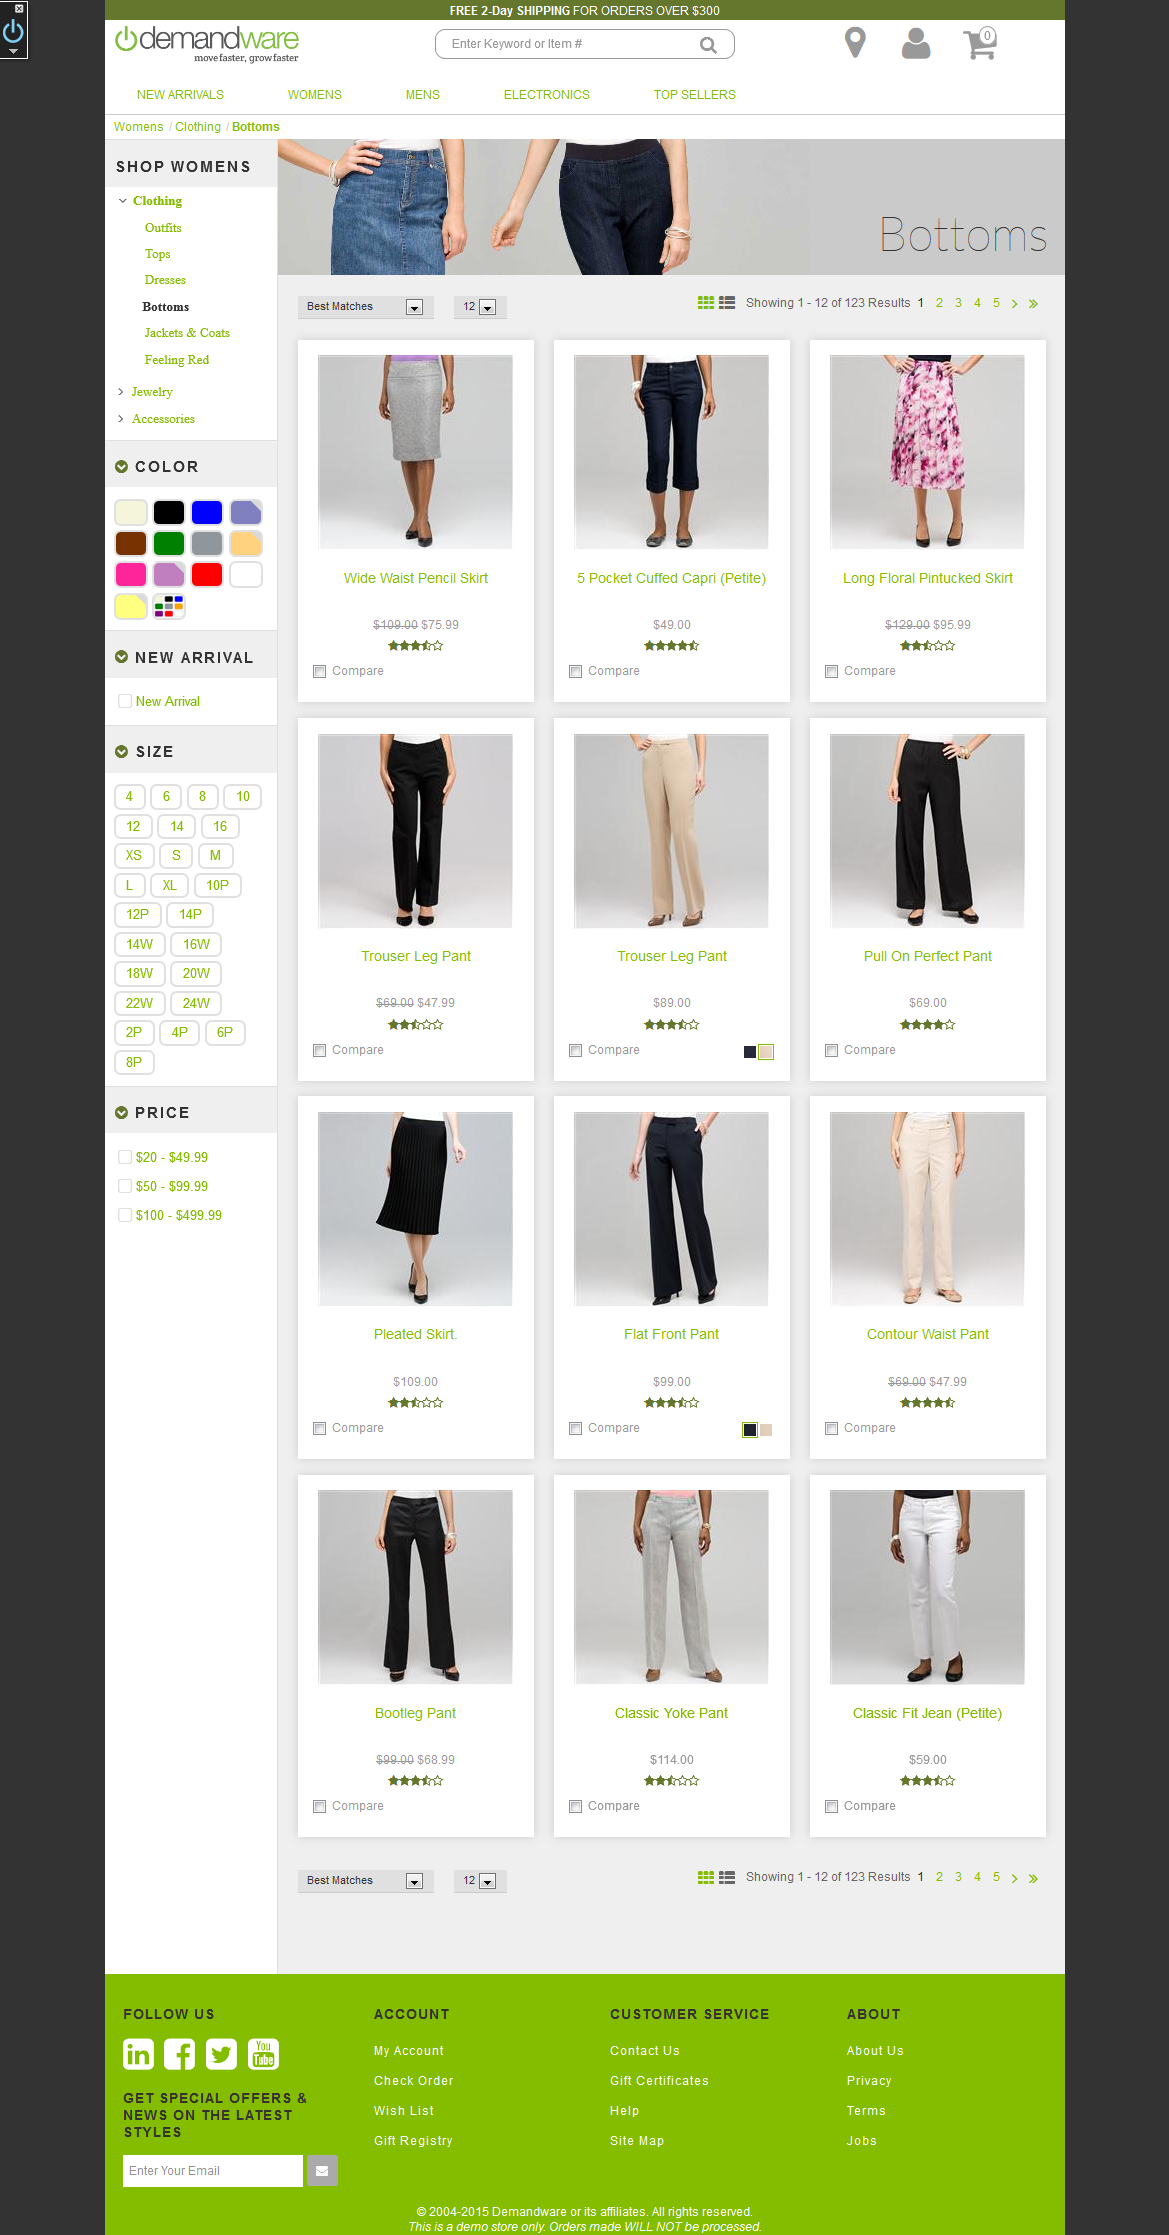 FREE 2-Day SHIPPING FOR ORDERS OVER $300
demandware
move faster, grow faster
Enter Keyword or Item #
0
NEW ARRIVALS WOMENS MENS ELECTRONICS TOP SELLERS
Womens / Clothing / Bottoms
SHOP WOMENS
Clothing
Outfits
Tops
Dresses
Bottoms
Jackets & Coats
Feeling Red
Jewelry
Accessories
COLOR
NEW ARRIVAL
New Arrival
SIZE
4 6 8 10
12 14 16
XS S M
L XL 10P
12P 14P
14W 16W
18W 20W
22W 24W
2P 4P 6P
8P
PRICE
$20 - $49.99
$50 - $99.99
$100 - $499.99
Bottoms
Best Matches 12 Showing 1 - 12 of 123 Results 1 2 3 4 5 > »
Wide Waist Pencil Skirt
$109.00 $75.99
Compare
5 Pocket Cuffed Capri (Petite)
$49.00
Compare
Long Floral Pintucked Skirt
$129.00 $95.99
Compare
Trouser Leg Pant
$69.00 $47.99
Compare
Trouser Leg Pant
$89.00
Compare
Pull On Perfect Pant
$69.00
Compare
Pleated Skirt.
$109.00
Compare
Flat Front Pant
$99.00
Compare
Contour Waist Pant
$69.00 $47.99
Compare
Bootleg Pant
$99.00 $68.99
Compare
Classic Yoke Pant
$114.00
Compare
Classic Fit Jean (Petite)
$59.00
Compare
Best Matches 12 Showing 1 - 12 of 123 Results 1 2 3 4 5 > »
FOLLOW US
in f You Tube
GET SPECIAL OFFERS &
NEWS ON THE LATEST
STYLES
Enter Your Email
ACCOUNT
My Account
Check Order
Wish List
Gift Registry
CUSTOMER SERVICE
Contact Us
Gift Certificates
Help
Site Map
ABOUT
About Us
Privacy
Terms
Jobs
© 2004-2015 Demandware or its affiliates. All rights reserved.
This is a demo store only. Orders made WILL NOT be processed.